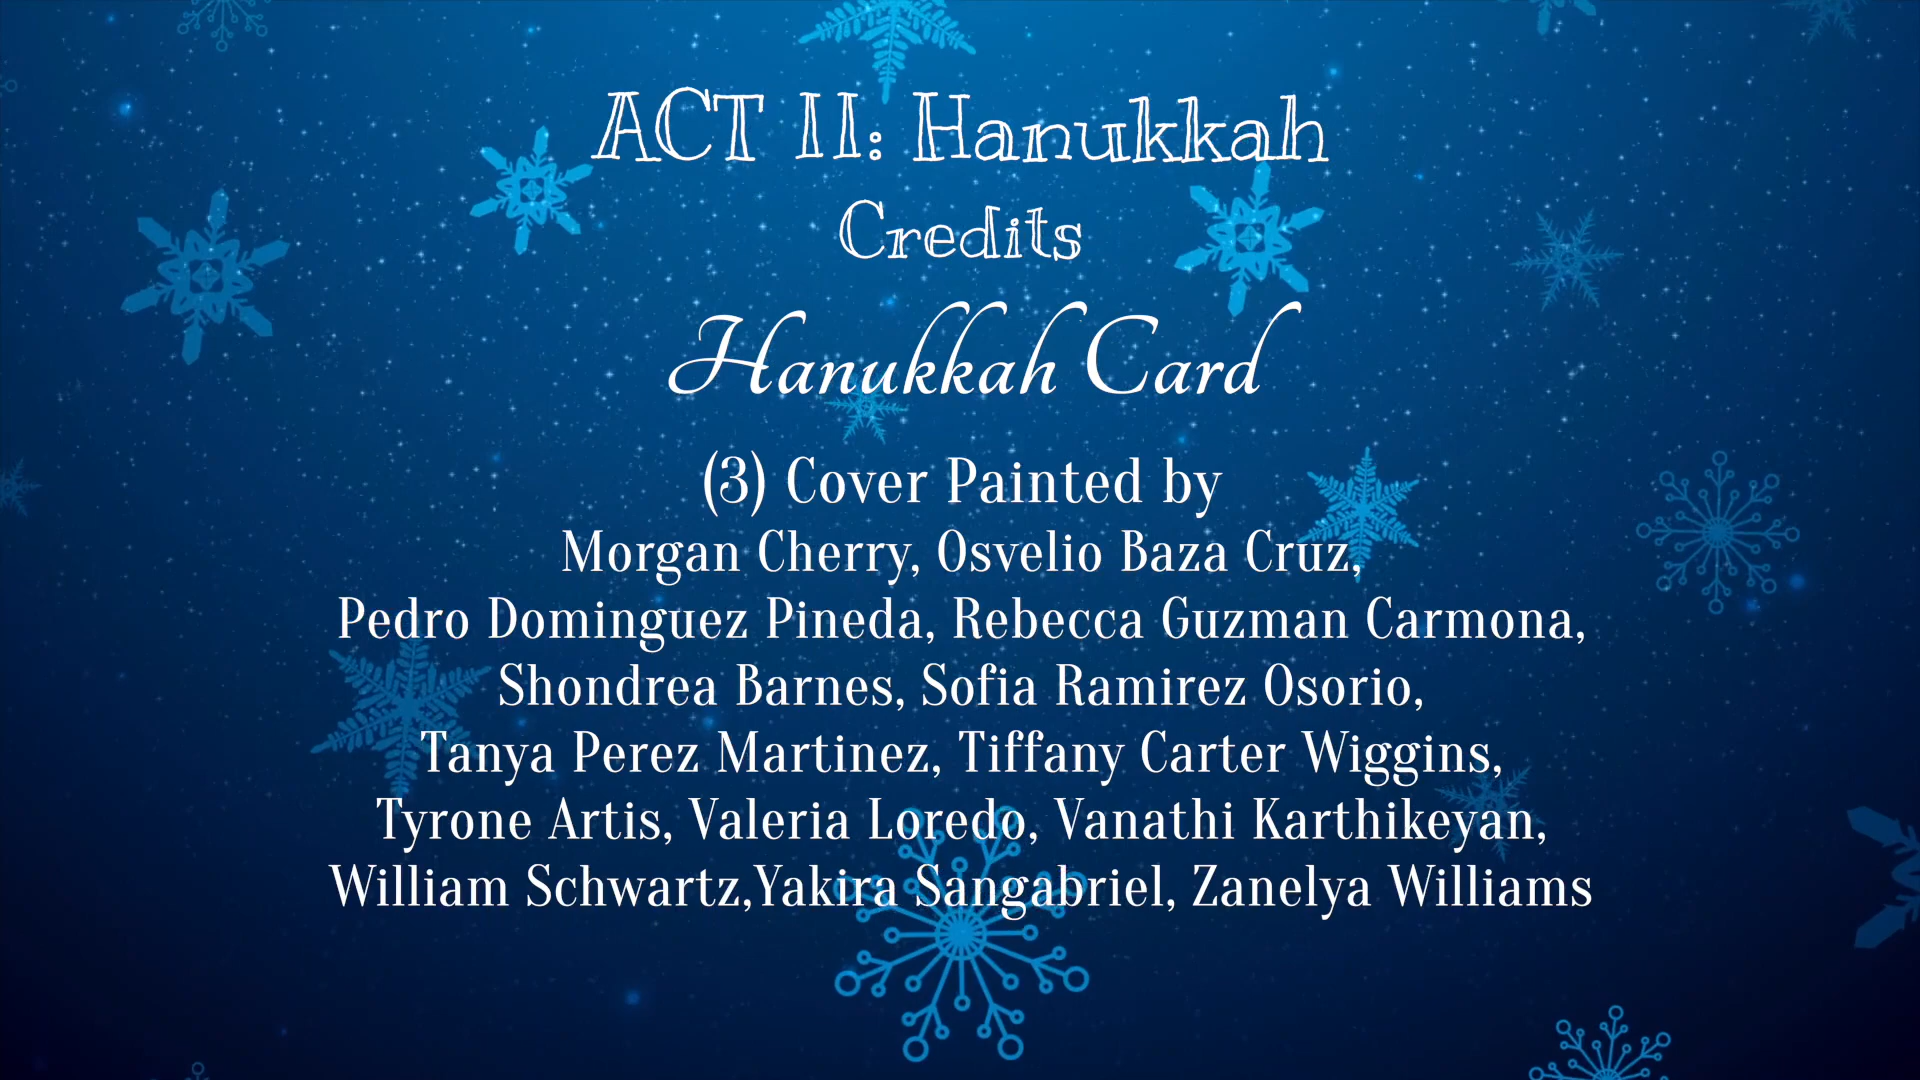 ACT II: Hanukkah
Credits
Hanukkah Card
(3) Cover Painted by
Morgan Cherry, Osvelio Baza Cruz,
Pedro Dominguez Pineda, Rebecca Guzman Carmona,
Shondrea Barnes, Sofia Ramirez Osorio,
Tanya Perez Martinez, Tiffany Carter Wiggins,
Tyrone Artis, Valeria Loredo, Vanathi Karthikeyan,
William Schwartz,Yakira Sangabriel, Zanelya Williams